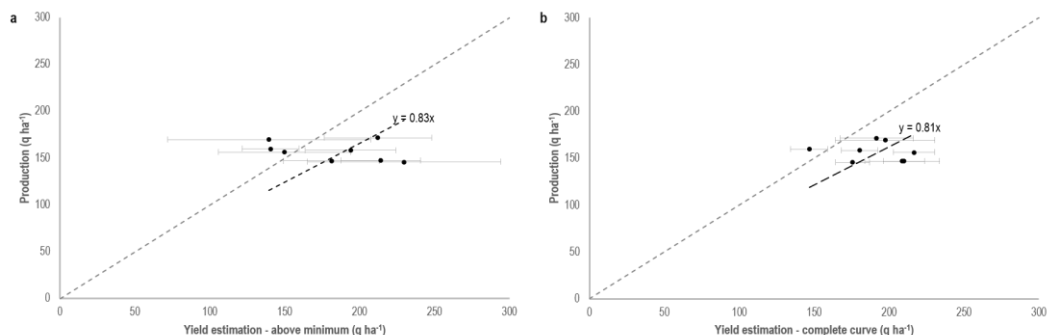 a
300
250
200
150
100
50
0
Production (q ha⁻¹)
y = 0.83x
0 50 100 150 200 250 300
Yield estimation - above minimum (q ha⁻¹)
b
300
250
200
150
100
50
0
Production (q ha⁻¹)
y = 0.81x
0 50 100 150 200 250 300
Yield estimation - complete curve (q ha⁻¹)